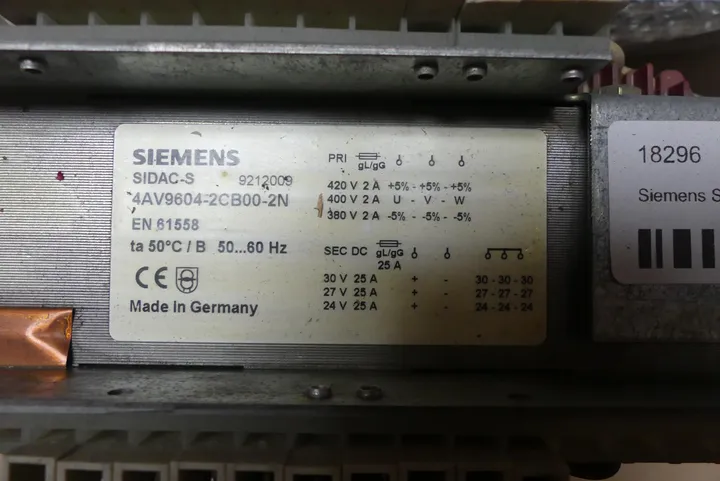 SIEMENS
SIDAC-S 9212009
4AV9604-2CB00-2N
EN 61558
ta 50°C / B 50...60 Hz
CE
Made in Germany
PRI gL/gG
420 V 2 A +5% - +5% - +5%
400 V 2 A U - V - W
380 V 2 A -5% - -5% - -5%
SEC DC gL/gG
25 A
30 V 25 A + - 30 - 30 - 30
27 V 25 A + - 27 - 27 - 27
24 V 25 A + - 24 - 24 - 24
18296
Siemens S